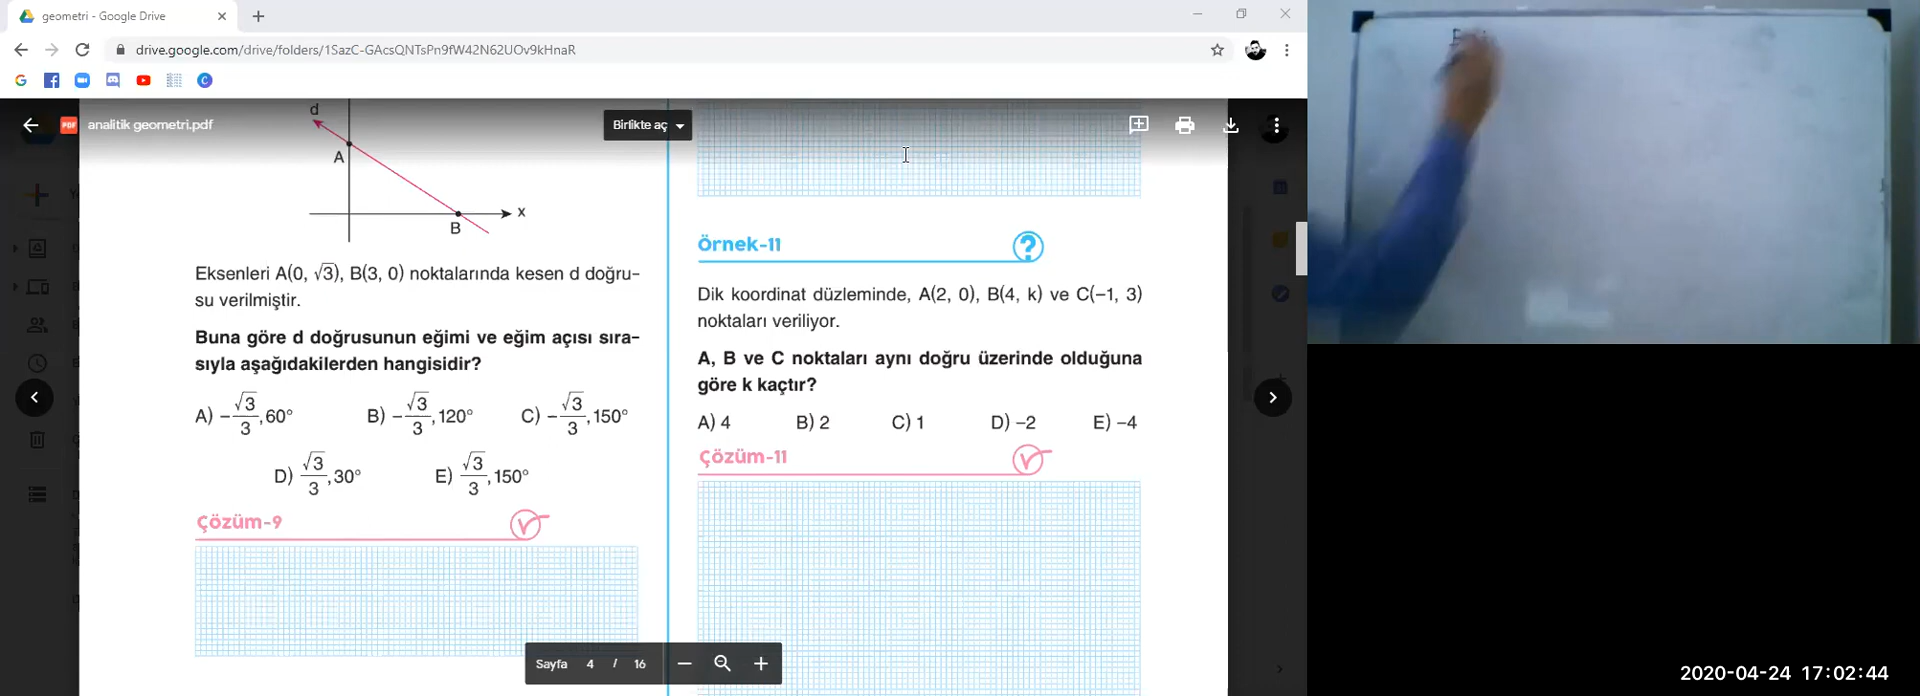 geometri - Google Drive
drive.google.com/drive/folders/1SazC-GAcsQNTsPn9fW42N62UOv9kHnaR
PDF analitik geometri.pdf
Birlikte aç
d
A
x
B
Eksenleri A(0, √3), B(3, 0) noktalarında kesen d doğru-
su verilmiştir.
Buna göre d doğrusunun eğimi ve eğim açısı sıra-
sıyla aşağıdakilerden hangisidir?
A) -√3/3, 60° B) -√3/3, 120° C) -√3/3, 150°
D) √3/3, 30° E) √3/3, 150°
Çözüm-9
Örnek-11
?
Dik koordinat düzleminde, A(2, 0), B(4, k) ve C(–1, 3)
noktaları veriliyor.
A, B ve C noktaları aynı doğru üzerinde olduğuna
göre k kaçtır?
A) 4 B) 2 C) 1 D) –2 E) –4
Çözüm-11
Sayfa 4 / 16
2020-04-24 17:02:44